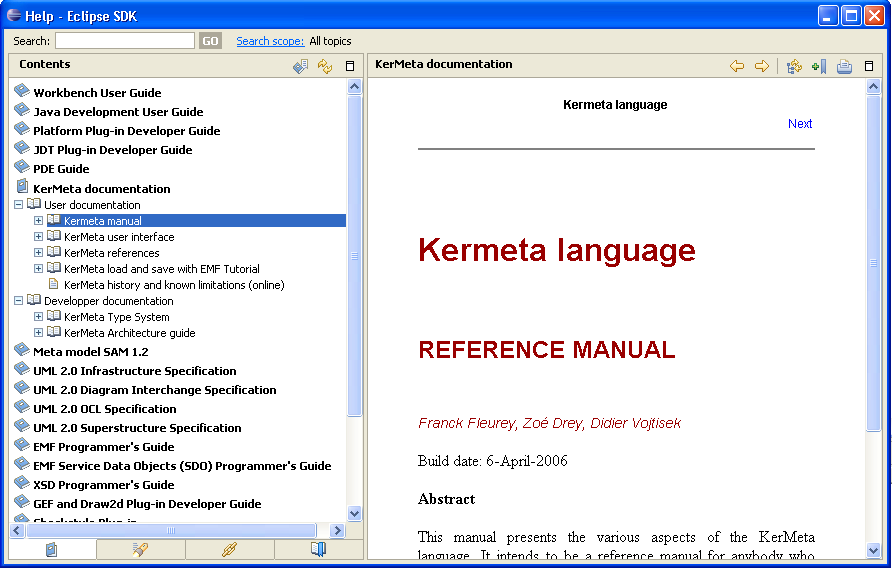 Help - Eclipse SDK
Search: GO Search scope: All topics
Contents
Workbench User Guide
Java Development User Guide
Platform Plug-in Developer Guide
JDT Plug-in Developer Guide
PDE Guide
KerMeta documentation
User documentation
Kermeta manual
KerMeta user interface
KerMeta references
KerMeta load and save with EMF Tutorial
KerMeta history and known limitations (online)
Developper documentation
KerMeta Type System
KerMeta Architecture guide
Meta model SAM 1.2
UML 2.0 Infrastructure Specification
UML 2.0 Diagram Interchange Specification
UML 2.0 OCL Specification
UML 2.0 Superstructure Specification
EMF Programmer's Guide
EMF Service Data Objects (SDO) Programmer's Guide
XSD Programmer's Guide
GEF and Draw2d Plug-in Developer Guide
Checkstyle Plug-in
KerMeta documentation
Kermeta language
Next
Kermeta language
REFERENCE MANUAL
Franck Fleurey, Zoé Drey, Didier Vojtisek
Build date: 6-April-2006
Abstract
This manual presents the various aspects of the KerMeta
language. It intends to be a reference manual for anybody who